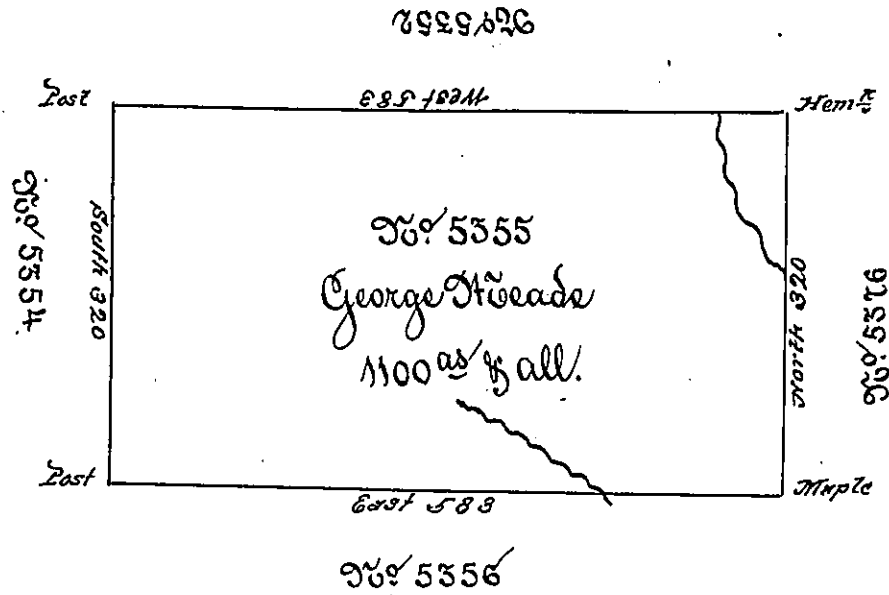 No. 5352
Post
West 583
Hemk
No. 5354.
South 320
No. 5355
George Meade
1100 as & all.
North 320
No. 5376
Post
East 583
Maple
No. 5356